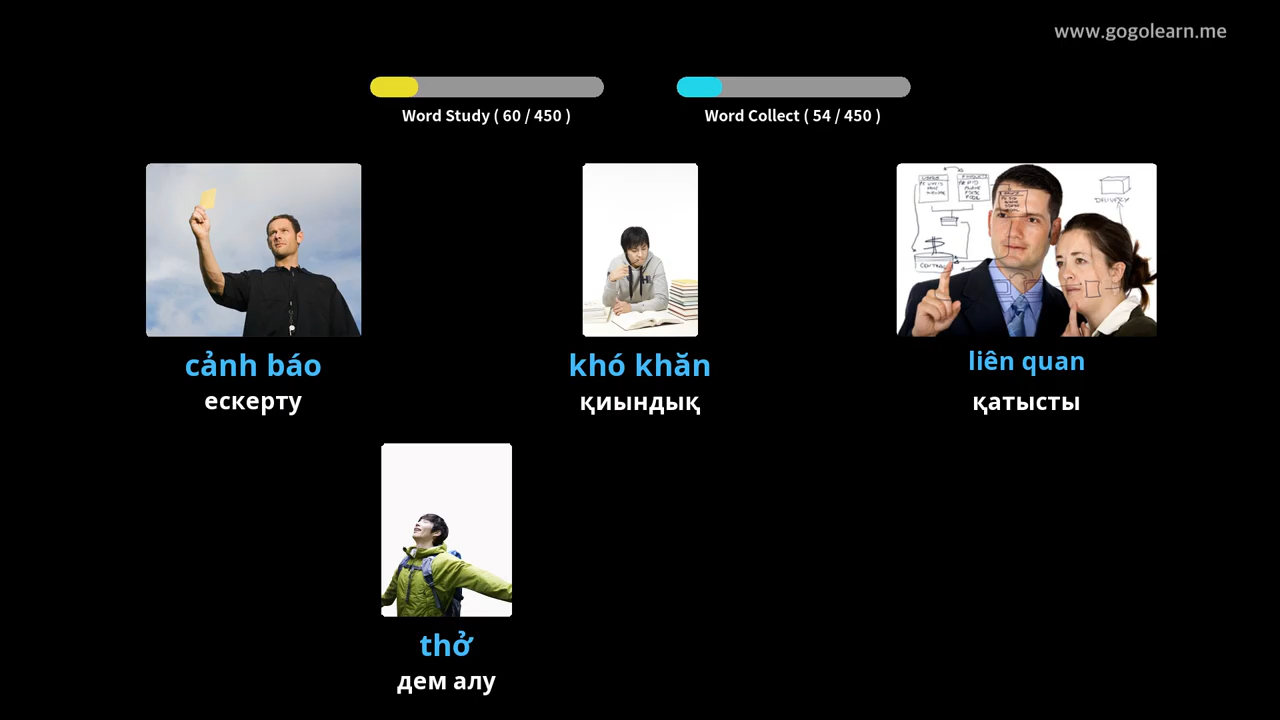 www.gogolearn.me
Word Study ( 60 / 450 )
Word Collect ( 54 / 450 )
cảnh báo
ескерту
khó khăn
қиындық
liên quan
қатысты
thở
дем алу